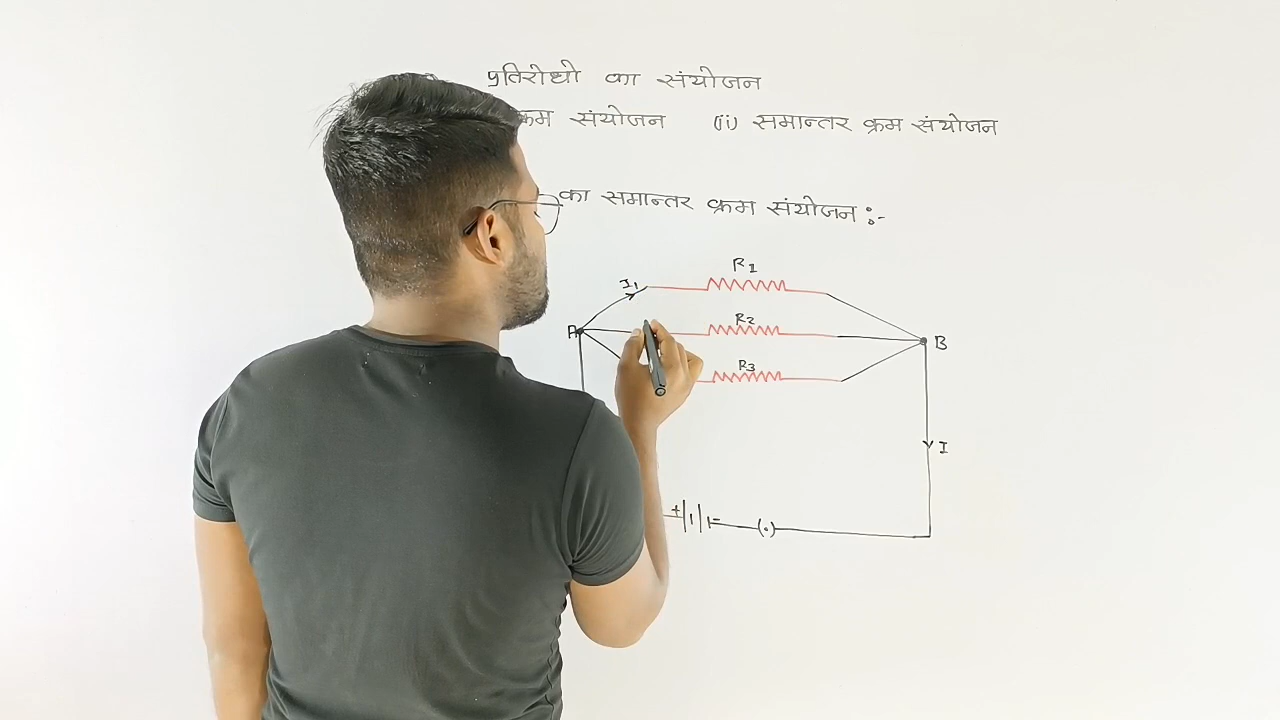 प्रतिरोधो का संयोजन
क्रम संयोजन (ii) समान्तर क्रम संयोजन
का समान्तर क्रम संयोजन :-
R1
I1
R2
A
B
R3
I
+ -
(.)